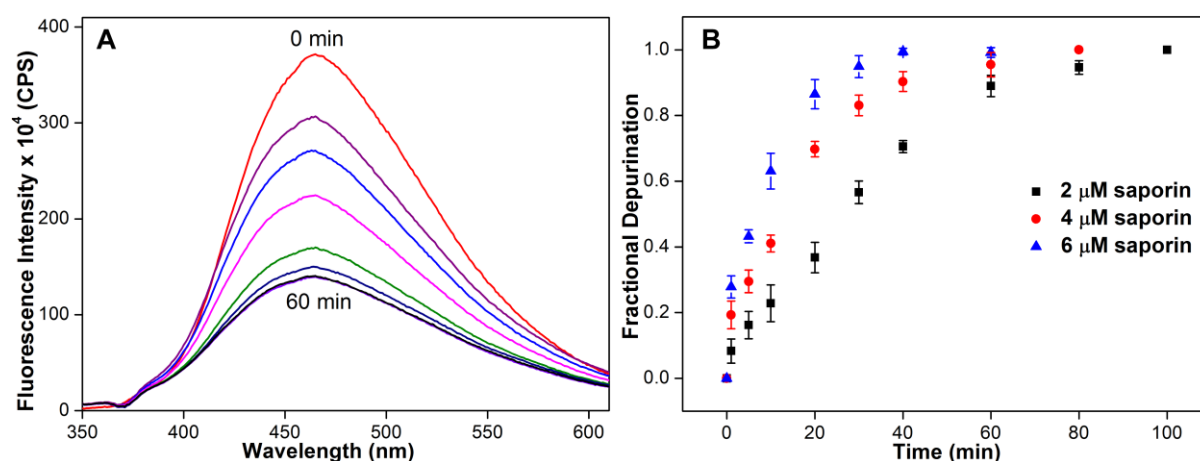 A
0 min
60 min
400
300
200
100
0
350
400
450
500
550
600
Wavelength (nm)
Fluorescence Intensity x 10⁴ (CPS)
B
1.0
0.8
0.6
0.4
0.2
0.0
0
20
40
60
80
100
Time (min)
Fractional Depurination
2 μM saporin
4 μM saporin
6 μM saporin